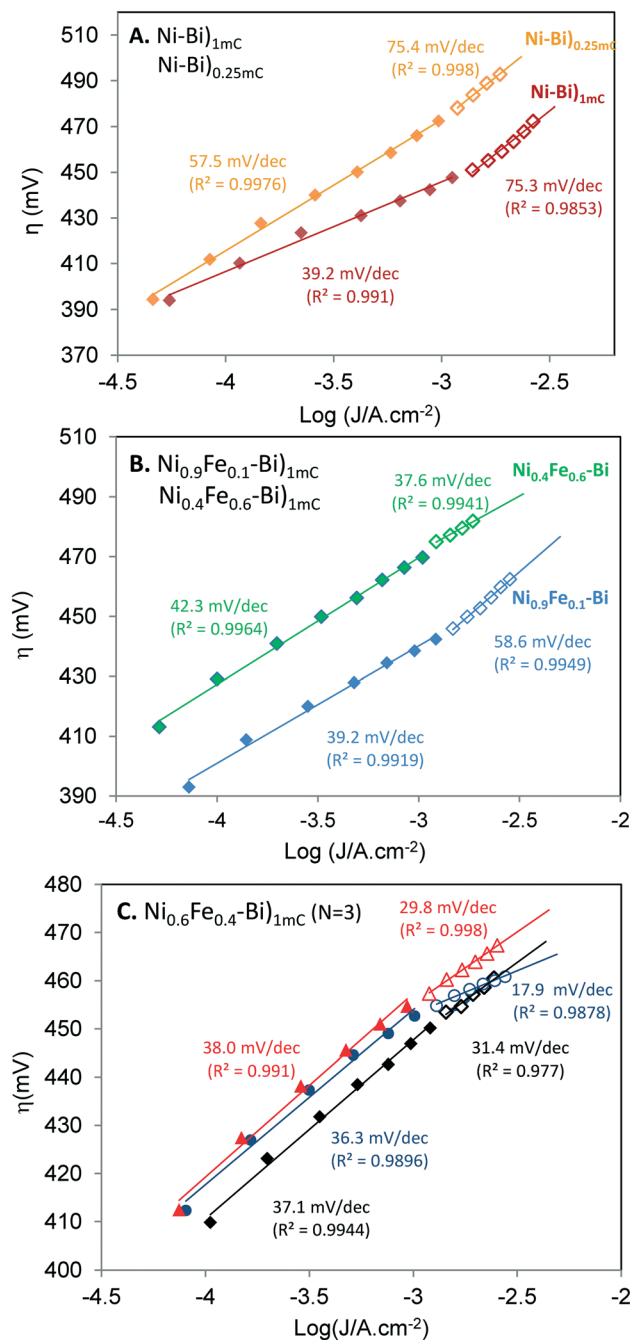 A. Ni-Bi)1mC
Ni-Bi)0.25mC
75.4 mV/dec
(R² = 0.998)
Ni-Bi)0.25mC
Ni-Bi)1mC
57.5 mV/dec
(R² = 0.9976)
75.3 mV/dec
(R² = 0.9853)
39.2 mV/dec
(R² = 0.991)
510
490
470
450
430
410
390
370
η (mV)
-4.5 -4 -3.5 -3 -2.5
Log (J/A.cm-2)
B. Ni0.9Fe0.1-Bi)1mC
Ni0.4Fe0.6-Bi)1mC
37.6 mV/dec
(R² = 0.9941)
Ni0.4Fe0.6-Bi
42.3 mV/dec
(R² = 0.9964)
Ni0.9Fe0.1-Bi
58.6 mV/dec
(R² = 0.9949)
39.2 mV/dec
(R² = 0.9919)
510
490
470
450
430
410
390
η (mV)
-4.5 -4 -3.5 -3 -2.5 -2
Log (J/A.cm-2)
C. Ni0.6Fe0.4-Bi)1mC (N=3)
29.8 mV/dec
(R² = 0.998)
17.9 mV/dec
(R² = 0.9878)
38.0 mV/dec
(R² = 0.991)
31.4 mV/dec
(R² = 0.977)
36.3 mV/dec
(R² = 0.9896)
37.1 mV/dec
(R² = 0.9944)
480
470
460
450
440
430
420
410
400
η(mV)
-4.5 -4 -3.5 -3 -2.5 -2
Log(J/A.cm-2)